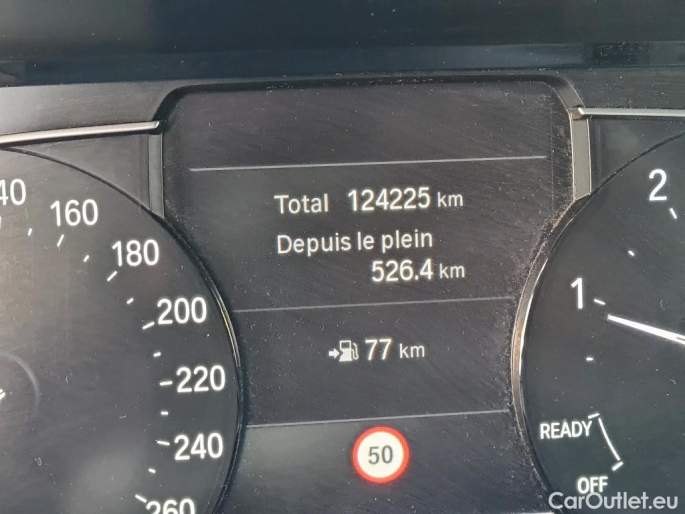 Total 124225 km
Depuis le plein
526.4 km
77 km
50
160
180
200
220
240
260
2
1
READY
OFF
CarOutlet.eu